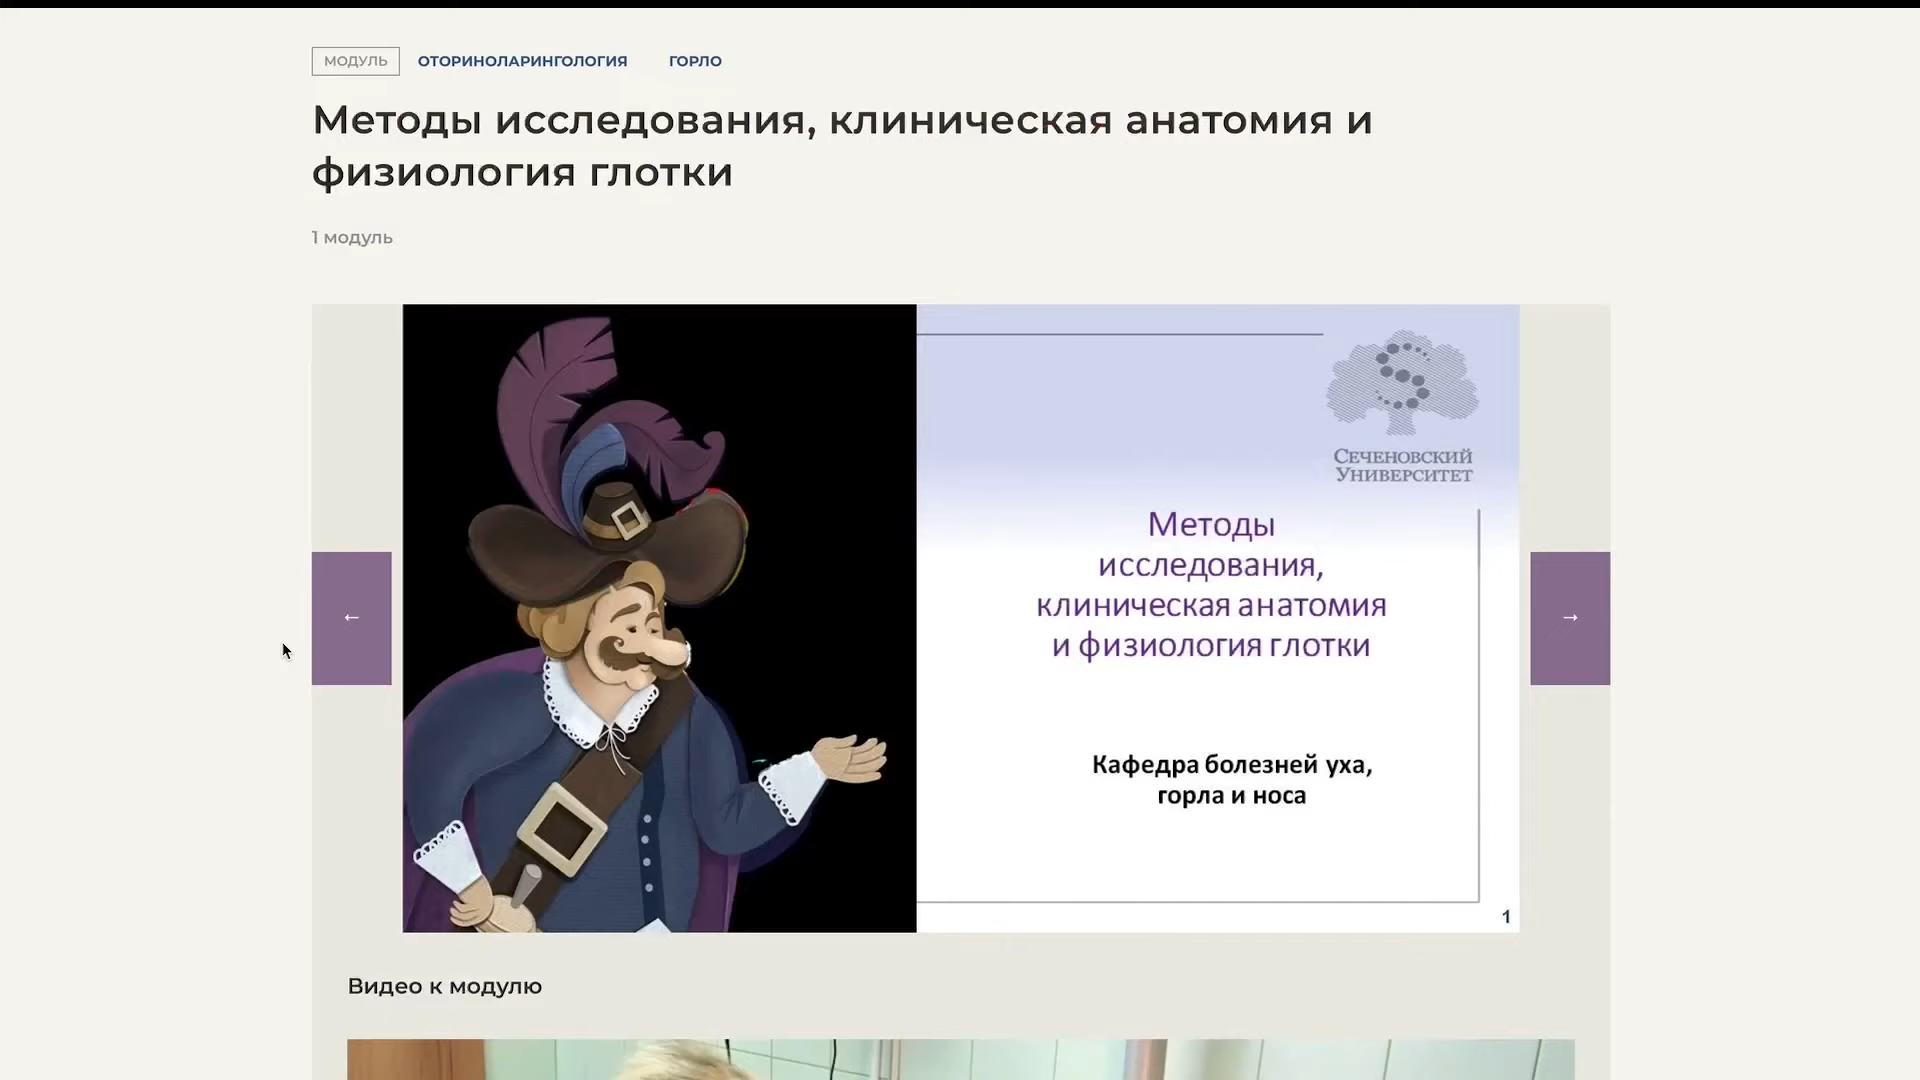 МОДУЛЬ ОТОРИНОЛАРИНГОЛОГИЯ ГОРЛО
Методы исследования, клиническая анатомия и
физиология глотки
1 модуль
СЕЧЕНОВСКИЙ
УНИВЕРСИТЕТ
Методы
исследования,
клиническая анатомия
и физиология глотки
←
→
Кафедра болезней уха,
горла и носа
1
Видео к модулю